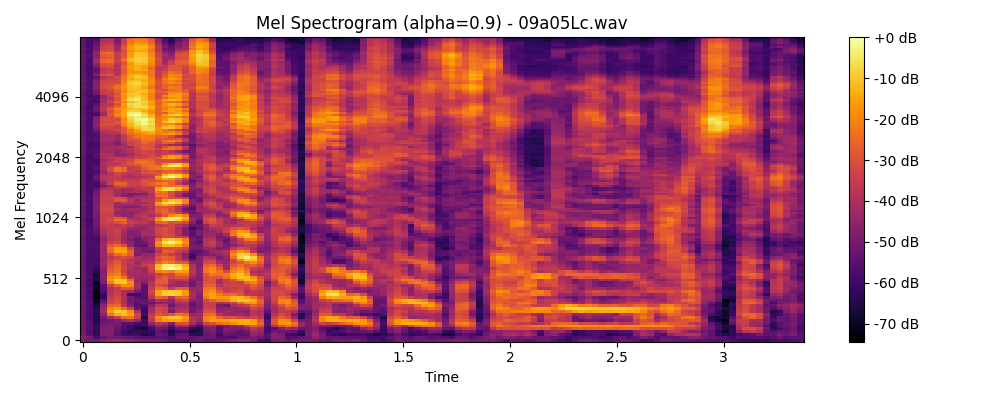 Mel Spectrogram (alpha=0.9) - 09a05Lc.wav
+0 dB
-10 dB
-20 dB
-30 dB
-40 dB
-50 dB
-60 dB
-70 dB
4096
2048
1024
512
0
Mel Frequency
0
0.5
1
1.5
2
2.5
3
Time